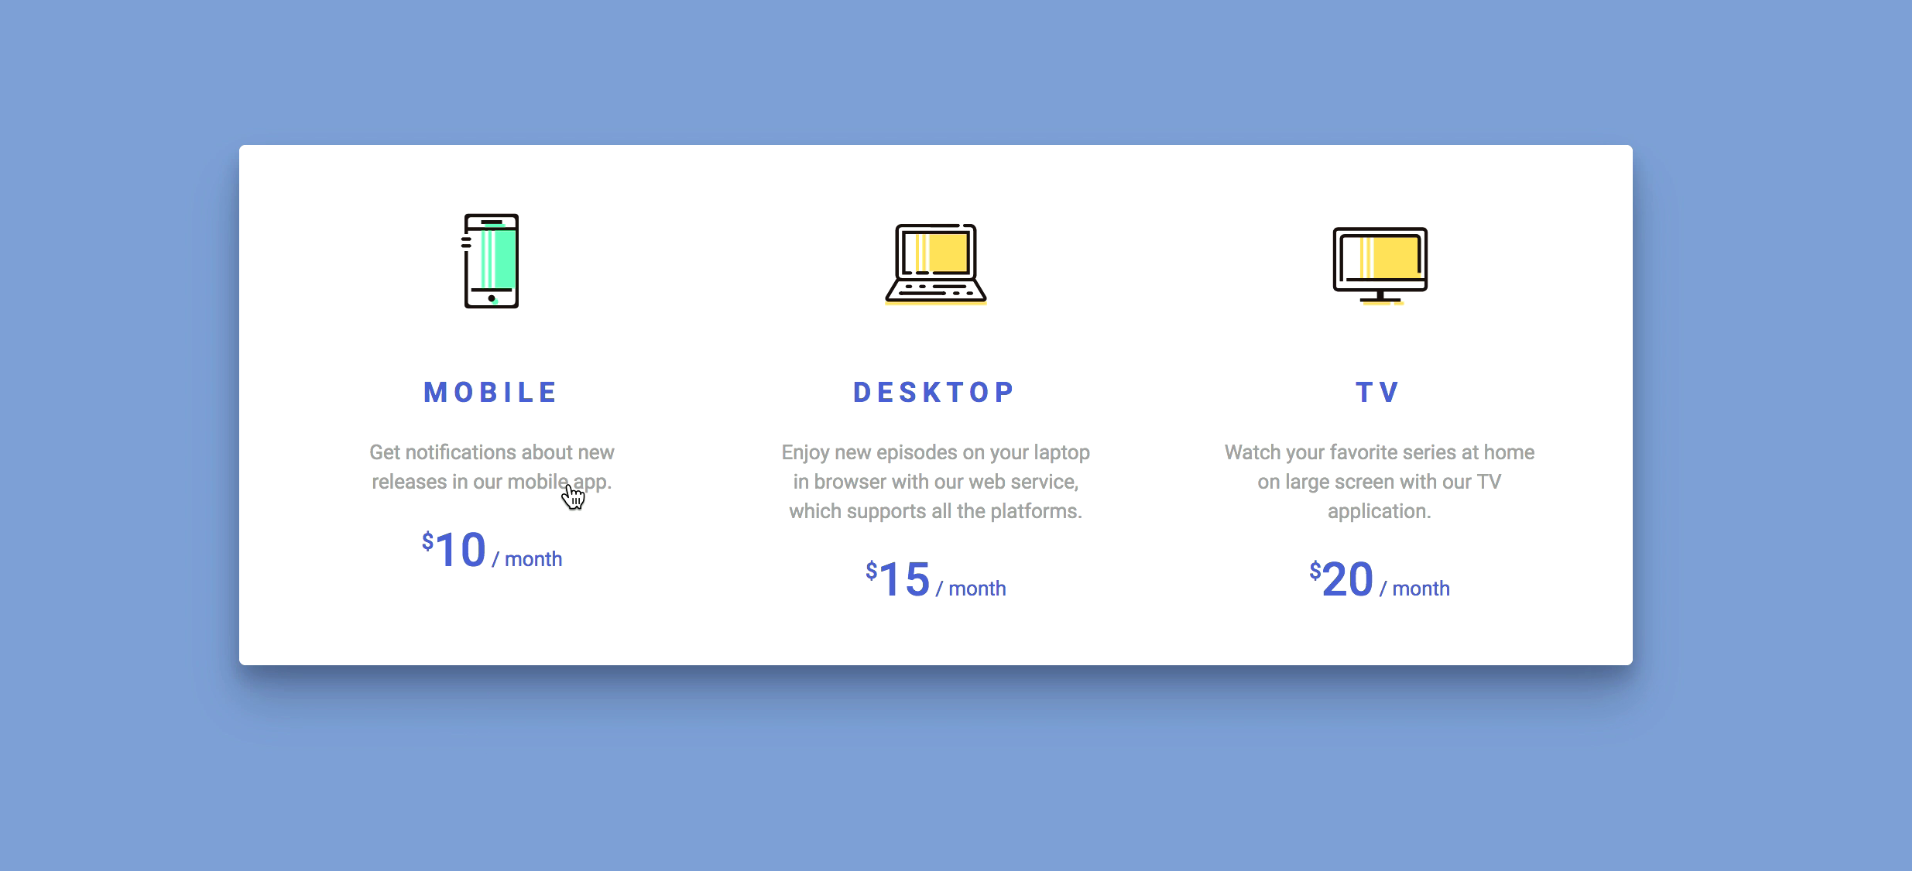 MOBILE
Get notifications about new
releases in our mobile app.
$10 / month
DESKTOP
Enjoy new episodes on your laptop
in browser with our web service,
which supports all the platforms.
$15 / month
TV
Watch your favorite series at home
on large screen with our TV
application.
$20 / month